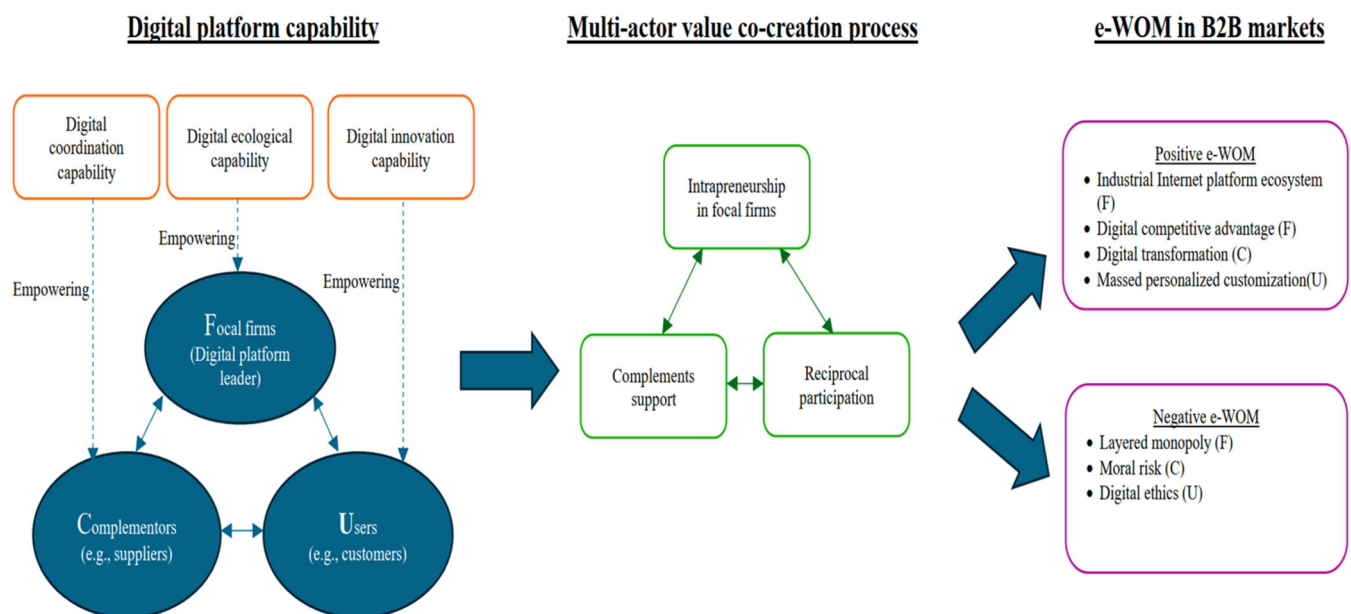 Digital platform capability
Multi-actor value co-creation process
e-WOM in B2B markets
Digital
coordination
capability
Digital ecological
capability
Digital innovation
capability
Empowering
Empowering
Empowering
Focal firms
(Digital platform
leader)
Complementors
(e.g., suppliers)
Users
(e.g., customers)
Intrapreneurship
in focal firms
Complements
support
Reciprocal
participation
Positive e-WOM
• Industrial Internet platform ecosystem
(F)
• Digital competitive advantage (F)
• Digital transformation (C)
• Massed personalized customization(U)
Negative e-WOM
• Layered monopoly (F)
• Moral risk (C)
• Digital ethics (U)